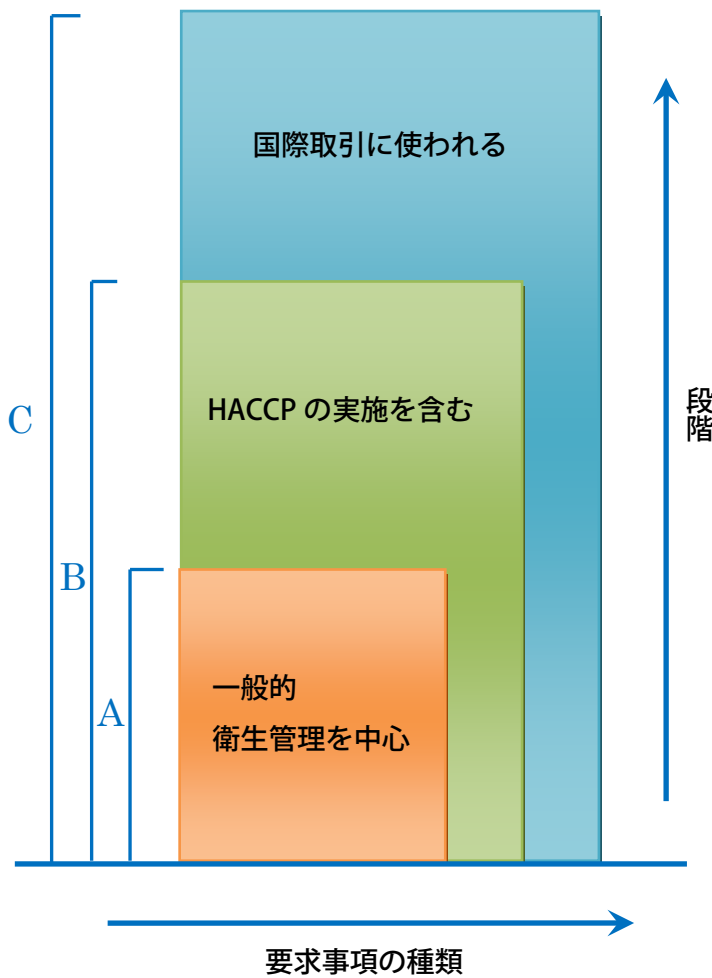 国際取引に使われる
HACCP の実施を含む
段階
C
B
A
一般的
衛生管理を中心
要求事項の種類